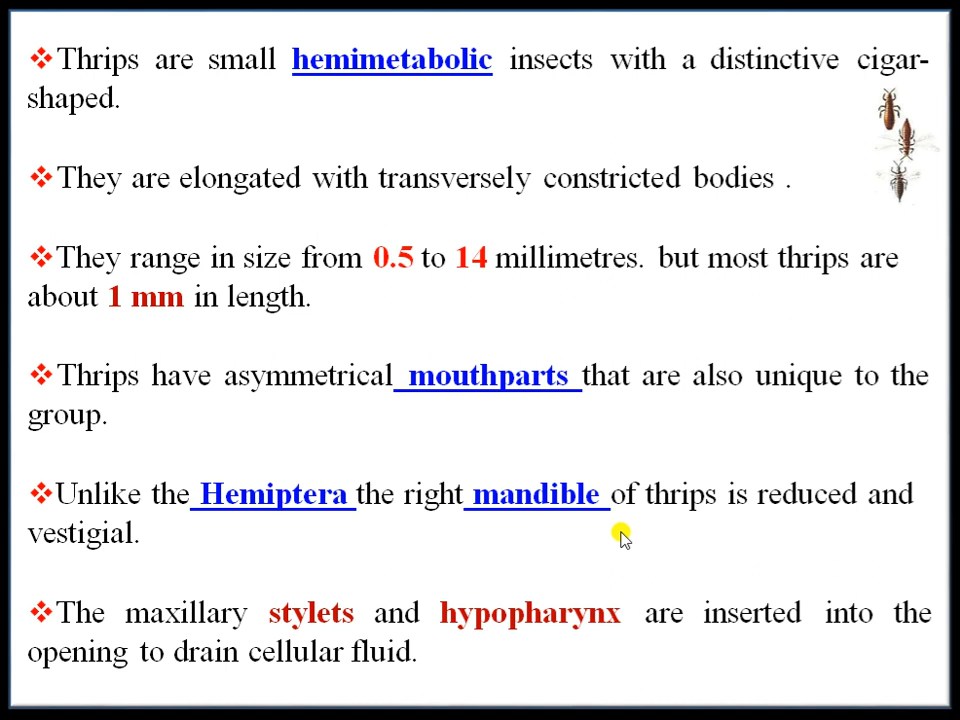 ❖Thrips are small hemimetabolic insects with a distinctive cigar-
shaped.
❖They are elongated with transversely constricted bodies .
❖They range in size from 0.5 to 14 millimetres. but most thrips are
about 1 mm in length.
❖Thrips have asymmetrical mouthparts that are also unique to the
group.
❖Unlike the Hemiptera the right mandible of thrips is reduced and
vestigial.
❖The maxillary stylets and hypopharynx are inserted into the
opening to drain cellular fluid.